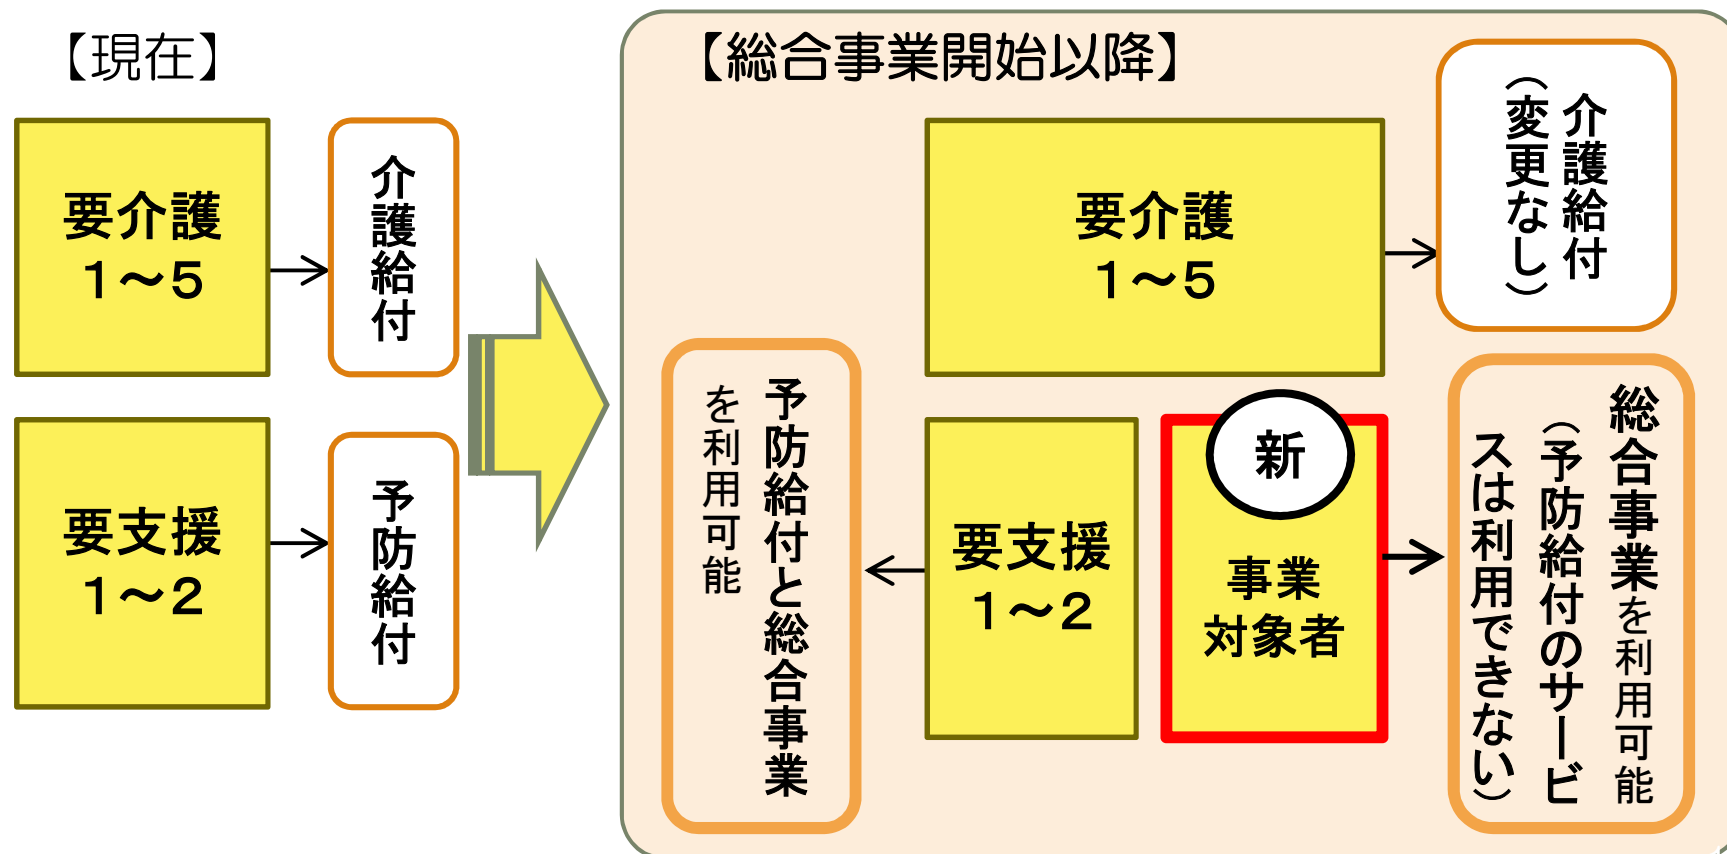 【現在】
要介護
１～５
介護給付
要支援
１～２
予防給付
【総合事業開始以降】
要介護
１～５
介護給付
（変更なし）
予防給付と総合事業
を利用可能
要支援
１～２
新
事業
対象者
総合事業を利用可能
（予防給付のサービ
スは利用できない）